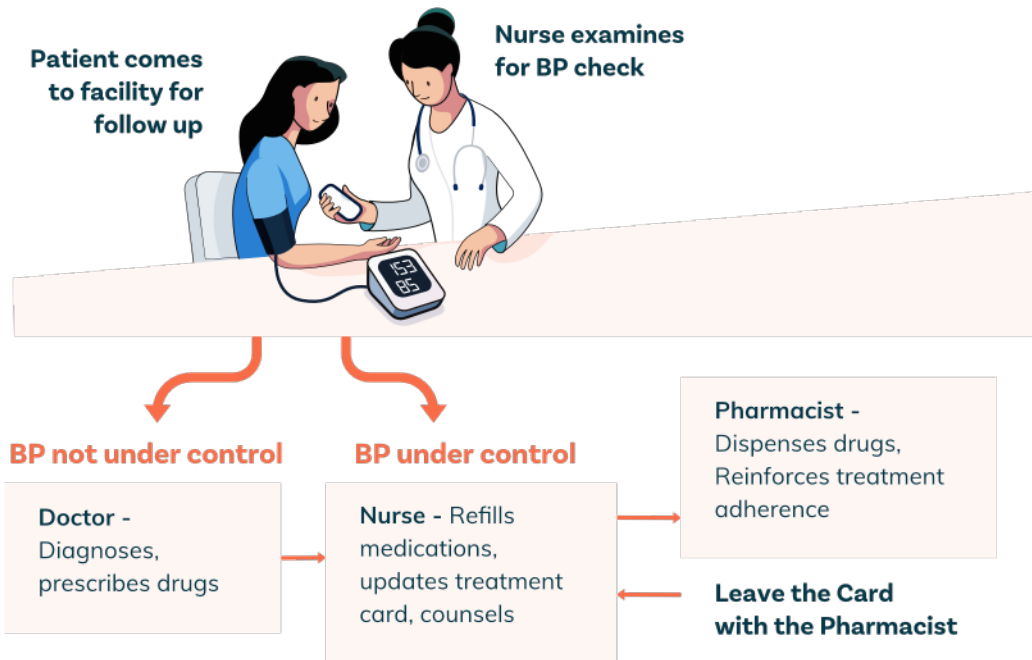 Patient comes
to facility for
follow up
Nurse examines
for BP check
153
85
BP not under control
Doctor -
Diagnoses,
prescribes drugs
BP under control
Nurse - Refills
medications,
updates treatment
card, counsels
Pharmacist -
Dispenses drugs,
Reinforces treatment
adherence
Leave the Card
with the Pharmacist